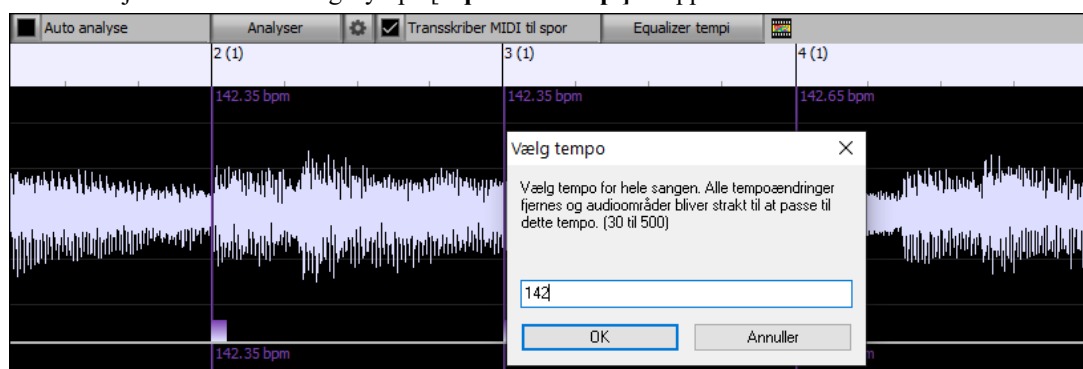 Auto analyse Analyser Transskriber MIDI til spor Equalizer tempi
2 (1) 3 (1) 4 (1)
142.35 bpm 142.35 bpm 142.65 bpm
Vælg tempo
Vælg tempo for hele sangen. Alle tempoændringer
fjernes og audioområder bliver strakt til at passe til
dette tempo. (30 til 500)
142
OK Annuller
142.35 bpm